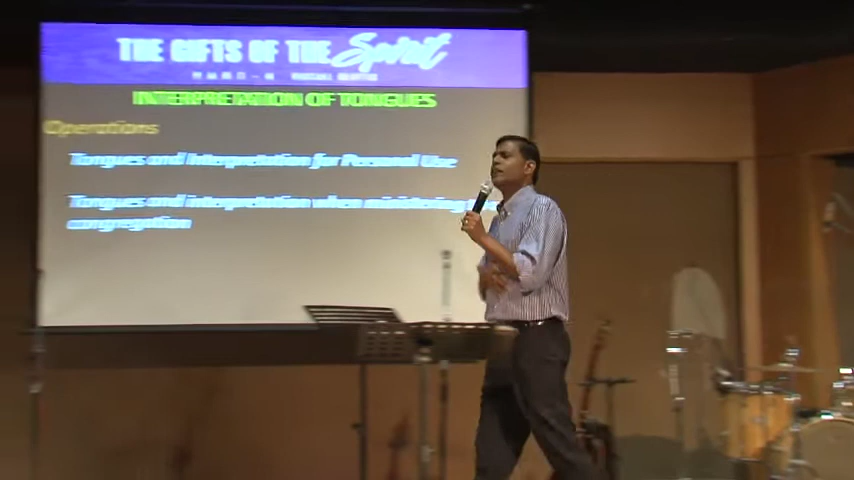 THE GIFTS OF THE Spirit
INTERPRETATION OF TONGUES
Operations
Tongues and Interpretation for Personal Use
Tongues and Interpretation when ministering
congregation